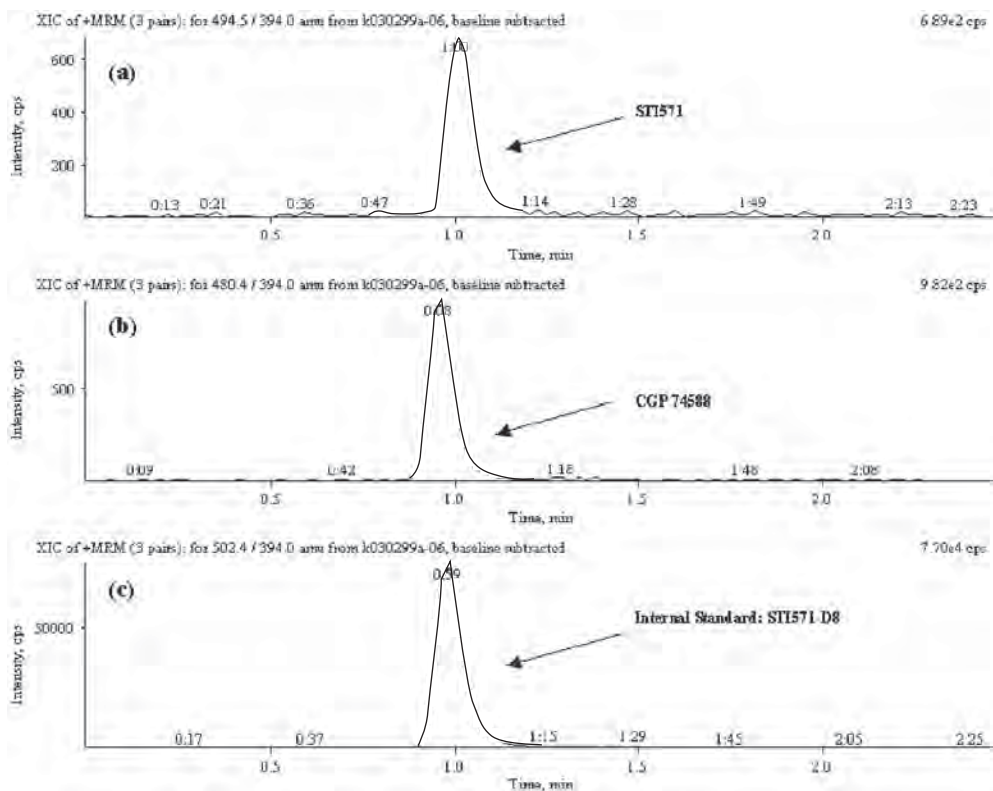 XIC of +MRM (3 pairs): for 494.5 / 394.0 amu from k030299a-06, baseline subtracted 6.89e2 cps
(a)
Intensity, cps
600
400
200
STI571
0:13 0:21 0:36 0:47 1:14 1:28 1:49 2:13 2:23
0.5 1.0 1.5 2.0
Time, min
XIC of +MRM (3 pairs): for 480.4 / 394.0 amu from k030299a-06, baseline subtracted 9.82e2 cps
(b)
Intensity, cps
500
CGP 74588
0:09 0:42 1:18 1:48 2:08
0.5 1.0 1.5 2.0
Time, min
XIC of +MRM (3 pairs): for 502.4 / 394.0 amu from k030299a-06, baseline subtracted 7.70e4 cps
(c)
Intensity, cps
50000
0:59
Internal Standard: STI571-D8
0:17 0:37 1:15 1:29 1:45 2:05 2:25
0.5 1.0 1.5 2.0
Time, min